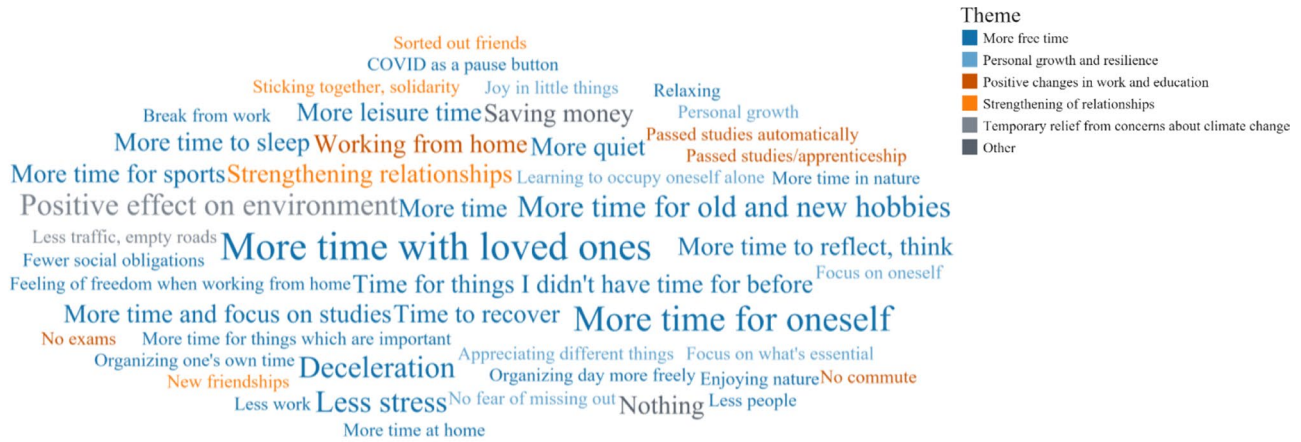 Sorted out friends
COVID as a pause button
Sticking together, solidarity Joy in little things Relaxing
Break from work More leisure time Saving money Personal growth
More time to sleep Working from home More quiet Passed studies automatically
Passed studies/apprenticeship
More time for sports Strengthening relationships Learning to occupy oneself alone More time in nature
Positive effect on environment More time More time for old and new hobbies
Less traffic, empty roads More time with loved ones More time to reflect, think
Fewer social obligations
Feeling of freedom when working from home Time for things I didn't have time for before Focus on oneself
More time and focus on studies Time to recover More time for oneself
No exams More time for things which are important
Organizing one's own time Deceleration Appreciating different things Focus on what's essential
New friendships Organizing day more freely Enjoying nature No commute
Less work Less stress No fear of missing out Nothing Less people
More time at home
Theme
More free time
Personal growth and resilience
Positive changes in work and education
Strengthening of relationships
Temporary relief from concerns about climate change
Other